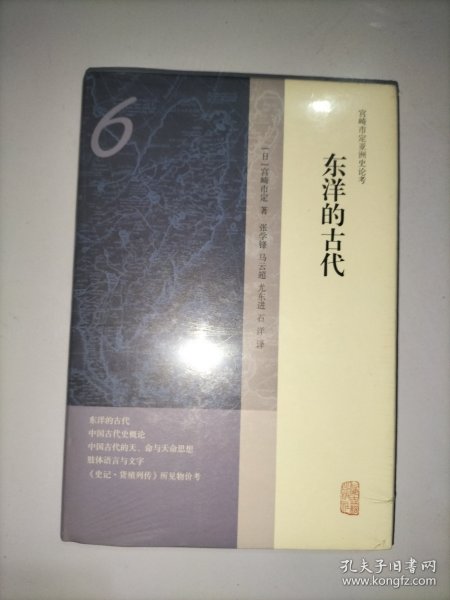 宫崎市定亚洲史论考
东洋的古代
6
[日]宫崎市定 著 张学锋 马云超 尤东进 石洋 译
东洋的古代
中国古代史概论
中国古代的天、命与天命思想
肢体语言与文字
《史记·货殖列传》所见物价考
孔夫子旧书网
www.kongfz.com